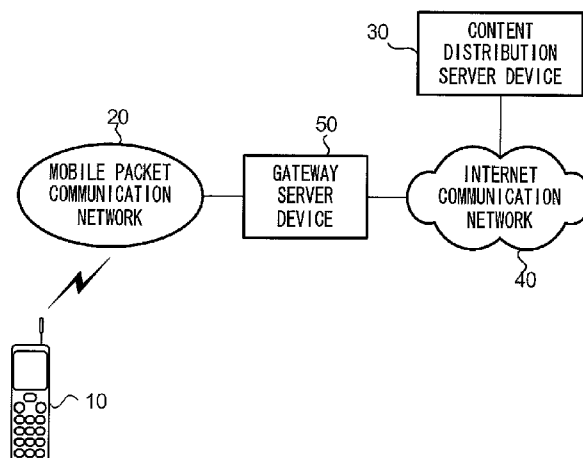 30
CONTENT
DISTRIBUTION
SERVER DEVICE
20
50
MOBILE PACKET
COMMUNICATION
NETWORK
GATEWAY
SERVER
DEVICE
INTERNET
COMMUNICATION
NETWORK
40
10